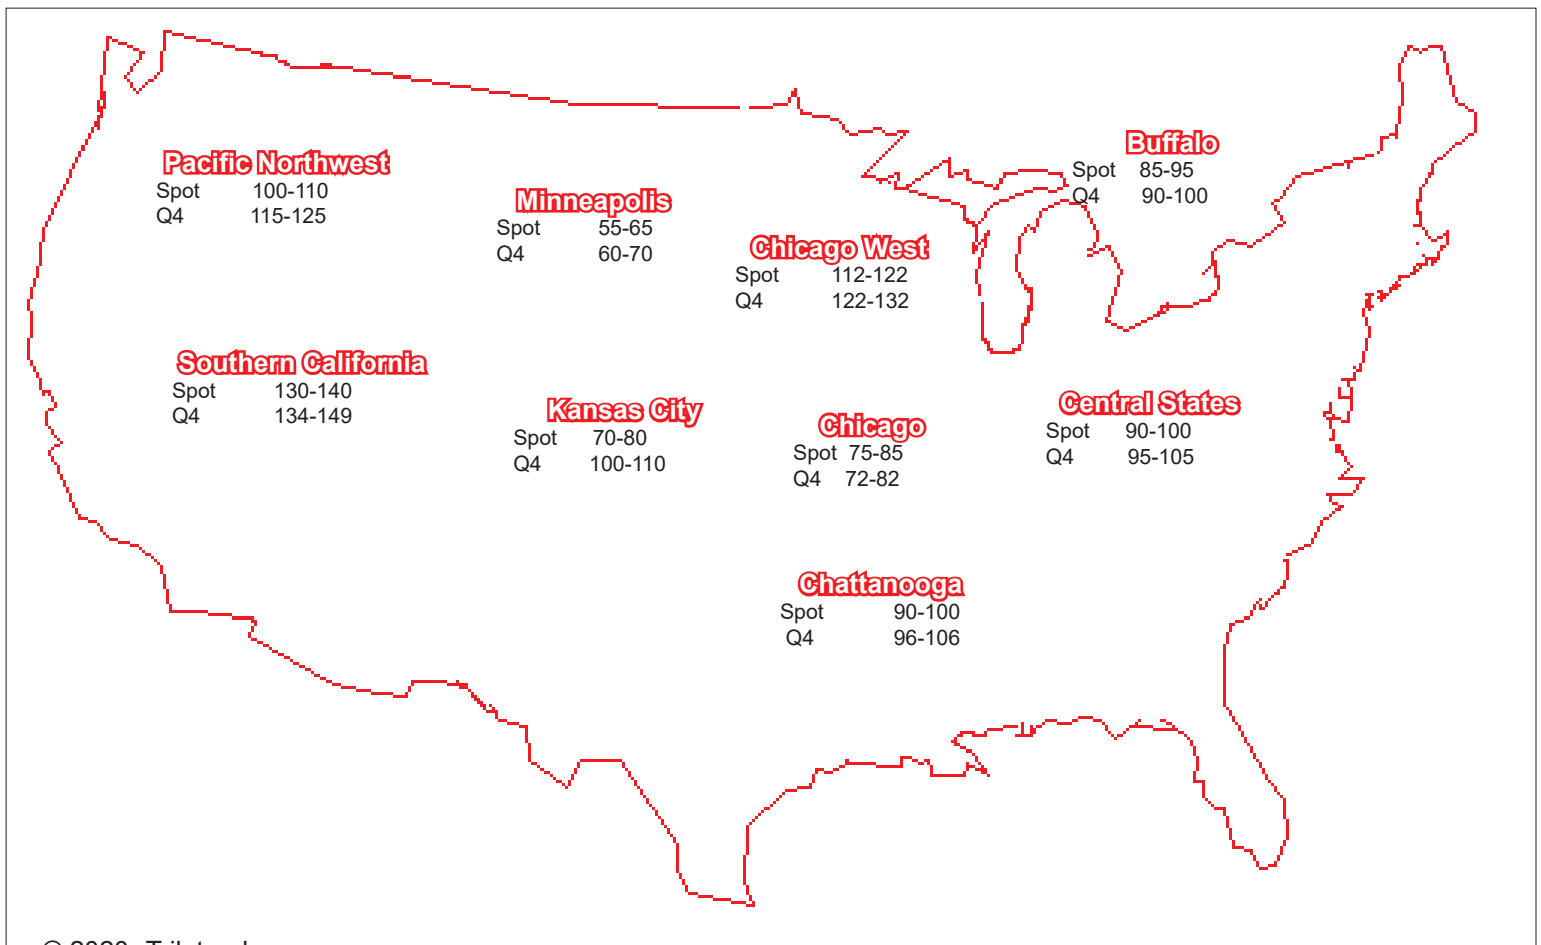 Pacific Northwest
Spot 100-110
Q4 115-125
Minneapolis
Spot 55-65
Q4 60-70
Chicago West
Spot 112-122
Q4 122-132
Buffalo
Spot 85-95
Q4 90-100
Southern California
Spot 130-140
Q4 134-149
Kansas City
Spot 70-80
Q4 100-110
Chicago
Spot 75-85
Q4 72-82
Central States
Spot 90-100
Q4 95-105
Chattanooga
Spot 90-100
Q4 96-106